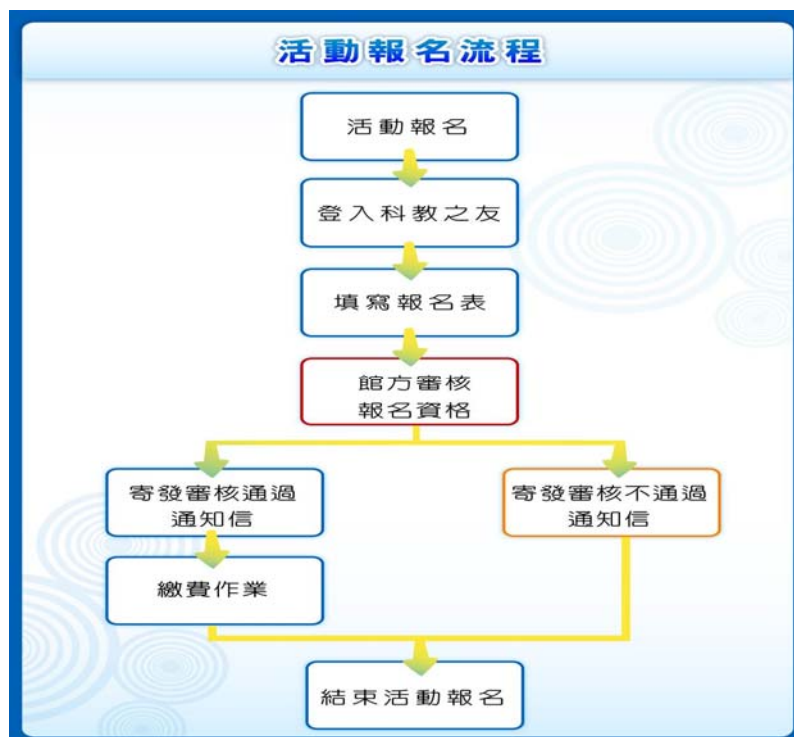 活動報名流程
活動報名
登入科教之友
填寫報名表
館方審核
報名資格
寄發審核通過
通知信
寄發審核不通過
通知信
繳費作業
結束活動報名